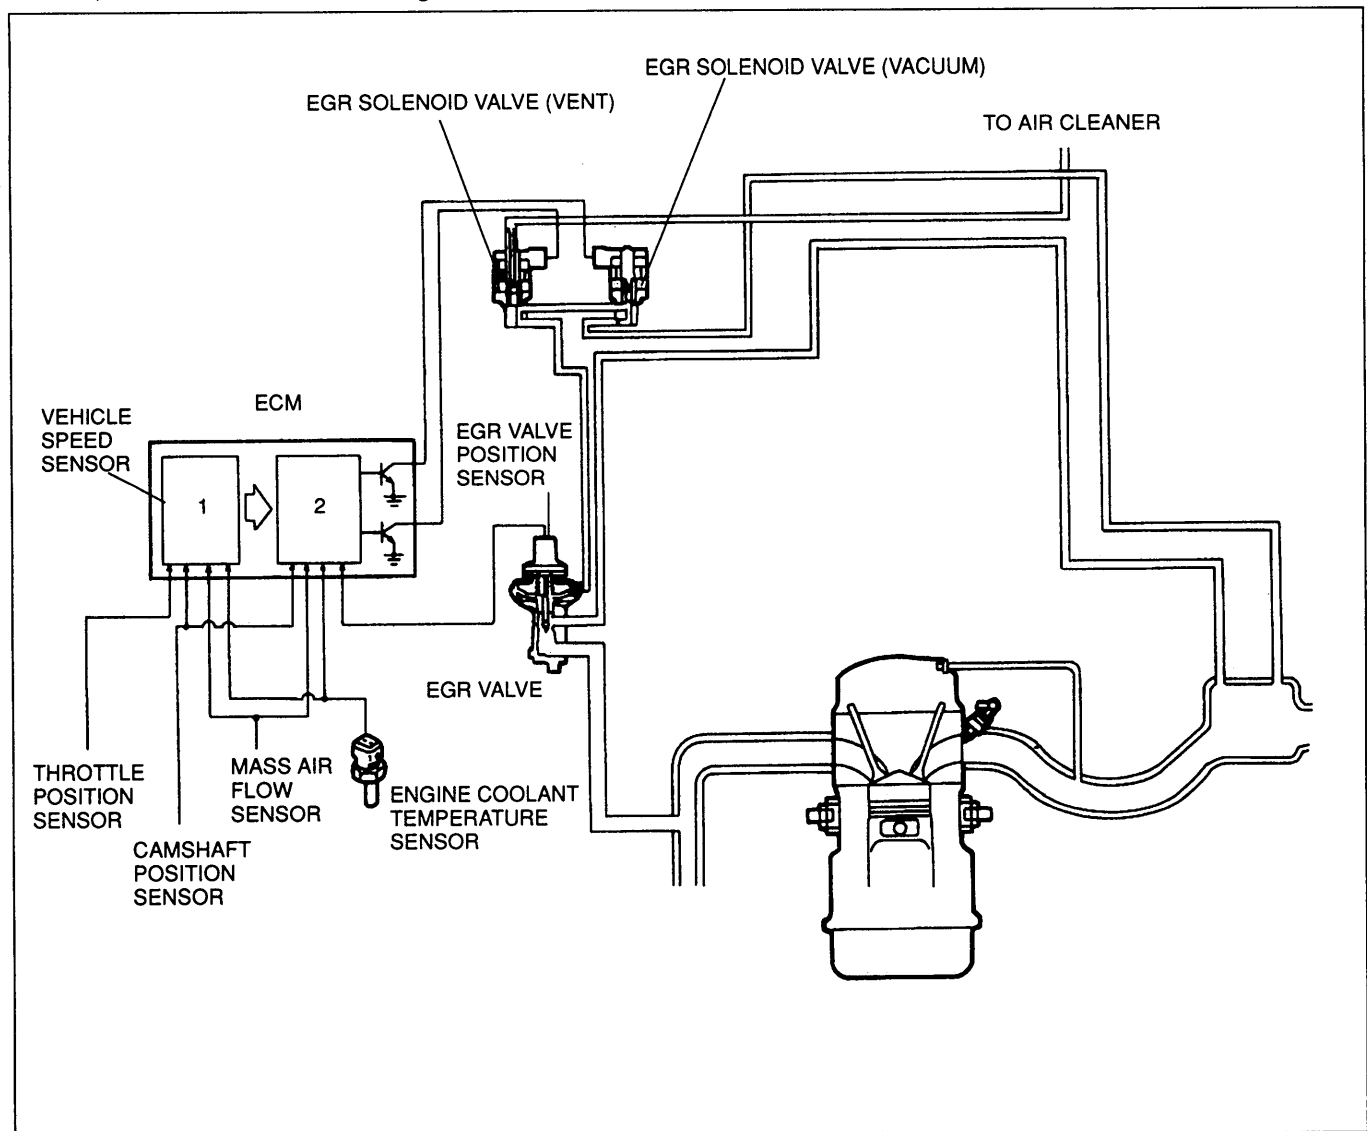 EGR SOLENOID VALVE (VACUUM)
EGR SOLENOID VALVE (VENT)
TO AIR CLEANER
ECM
VEHICLE
SPEED
SENSOR
EGR VALVE
POSITION
SENSOR
1
2
EGR VALVE
THROTTLE
POSITION
SENSOR
MASS AIR
FLOW
SENSOR
ENGINE COOLANT
TEMPERATURE
SENSOR
CAMSHAFT
POSITION
SENSOR